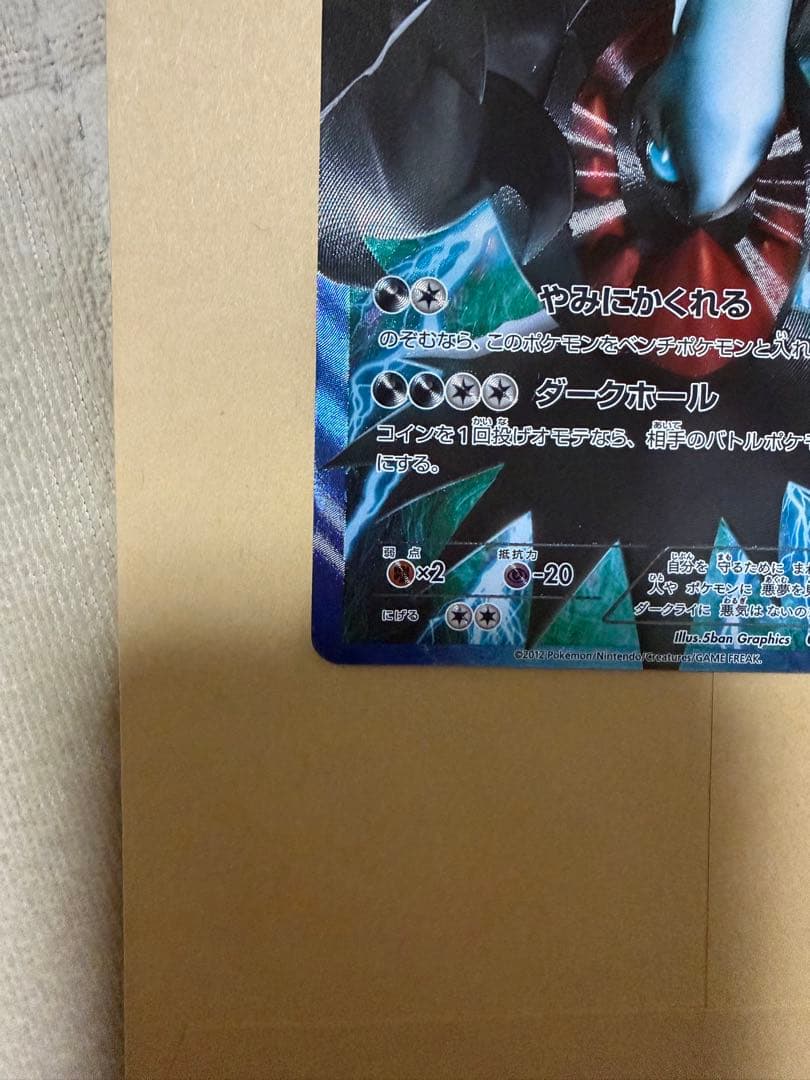 やみにかくれる
のぞむなら、このポケモンをベンチポケモンと入れ
ダークホール
コインを1回投げオモテなら、相手のバトルポケモ
にする。
弱点 抵抗力
×2 -20
にげる
自分を 守るために まわ
人や ポケモンに 悪夢を見
ダークライに 悪気は ないの
Illus.5ban Graphics
©2012 Pokémon/Nintendo/Creatures/GAME FREAK.